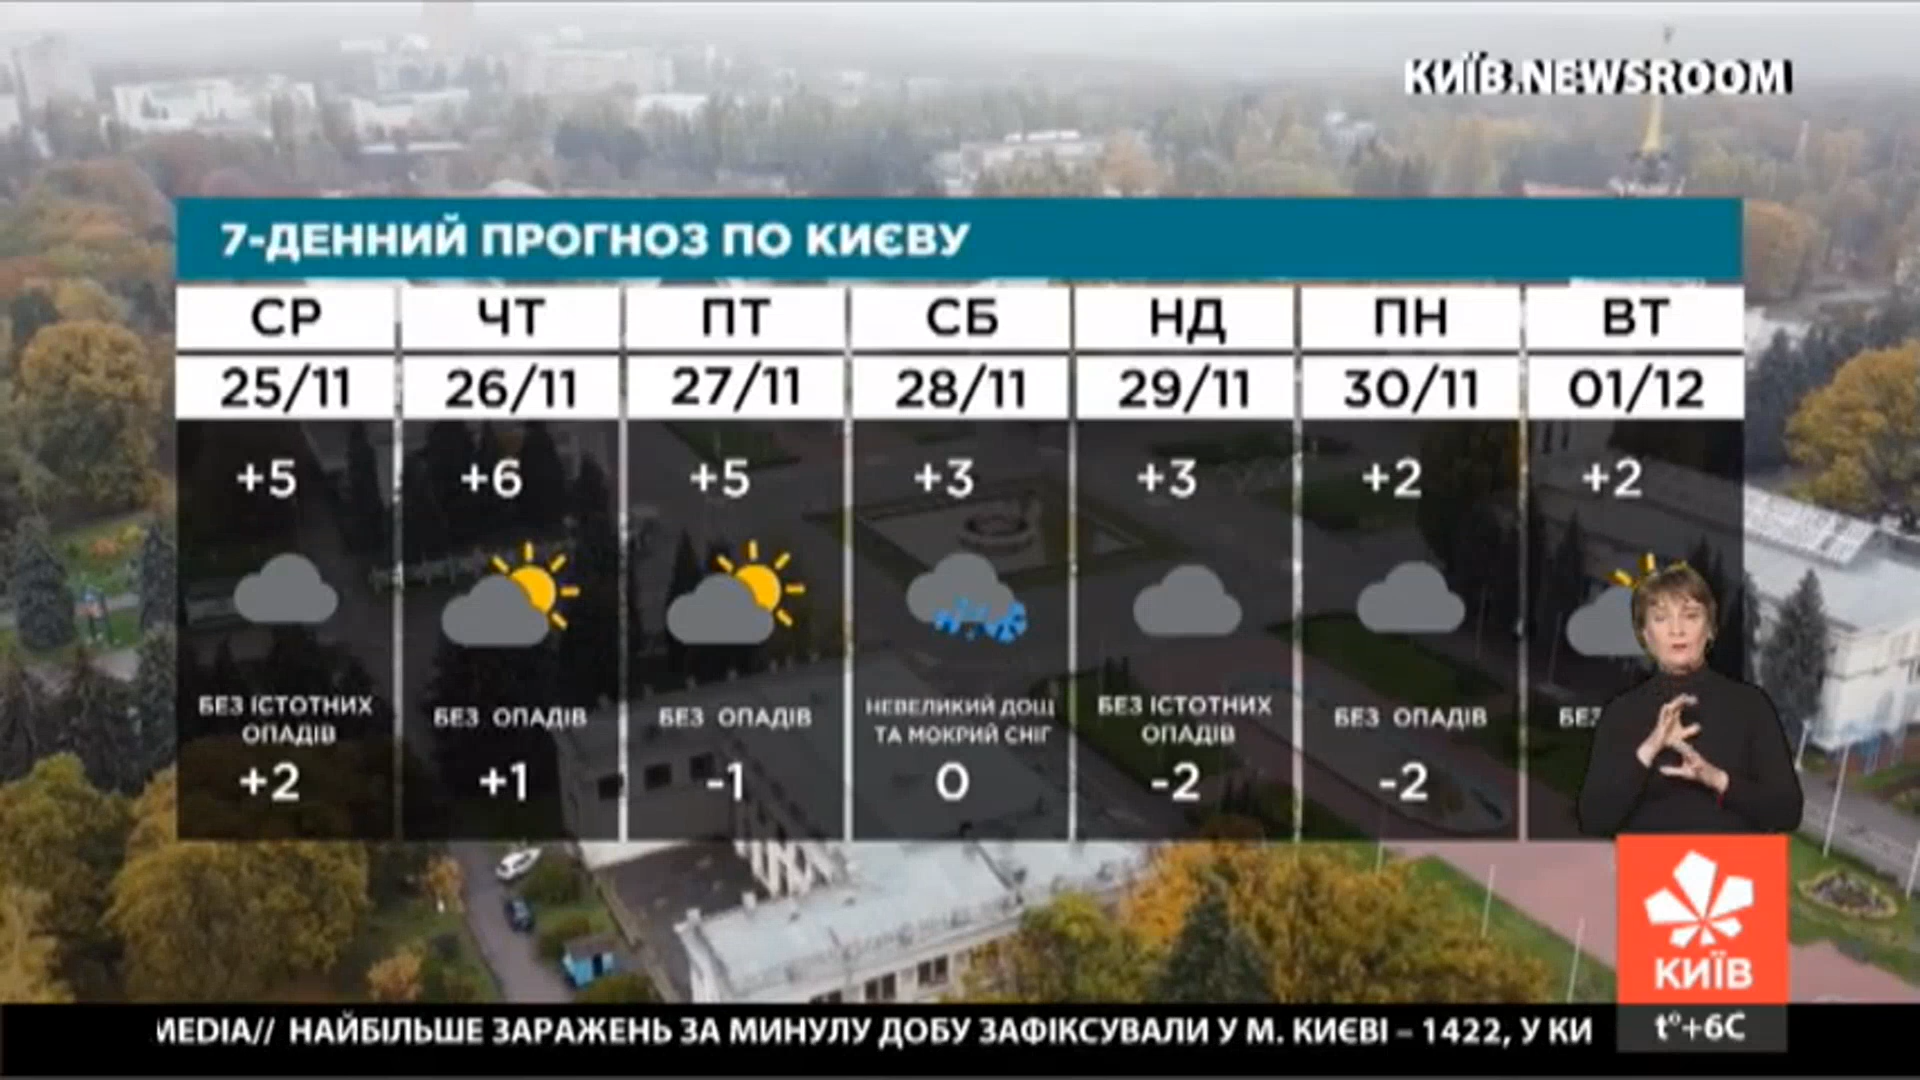 КИЇВ.NEWSROOM
7-ДЕННИЙ ПРОГНОЗ ПО КИЄВУ
СР ЧТ ПТ СБ НД ПН ВТ
25/11 26/11 27/11 28/11 29/11 30/11 01/12
+5 +6 +5 +3 +3 +2 +2
БЕЗ ІСТОТНИХ
ОПАДІВ
БЕЗ ОПАДІВ
БЕЗ ОПАДІВ
НЕВЕЛИКИЙ ДОЩ
ТА МОКРИЙ СНІГ
БЕЗ ІСТОТНИХ
ОПАДІВ
БЕЗ ОПАДІВ
БЕЗ
+2 +1 -1 0 -2 -2
КИЇВ
MEDIA// НАЙБІЛЬШЕ ЗАРАЖЕНЬ ЗА МИНУЛУ ДОБУ ЗАФІКСУВАЛИ У М. КИЄВІ – 1422, У КИ
t°+6C